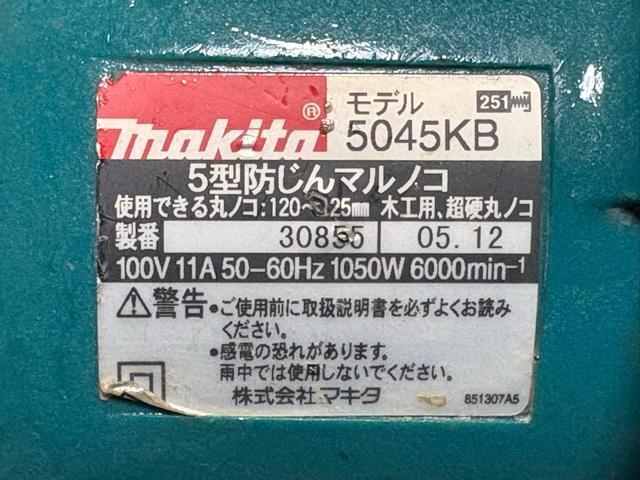 makita® モデル 251
5045KB
5型防じんマルノコ
使用できる丸ノコ:120~125mm 木工用、超硬丸ノコ
製番 30855 05.12
100V 11A 50-60Hz 1050W 6000min-1
⚠警告 •ご使用前に取扱説明書を必ずよくお読み
ください。
•感電の恐れがあります。
雨中では使用しないでください。
株式会社 マキタ 851307A5